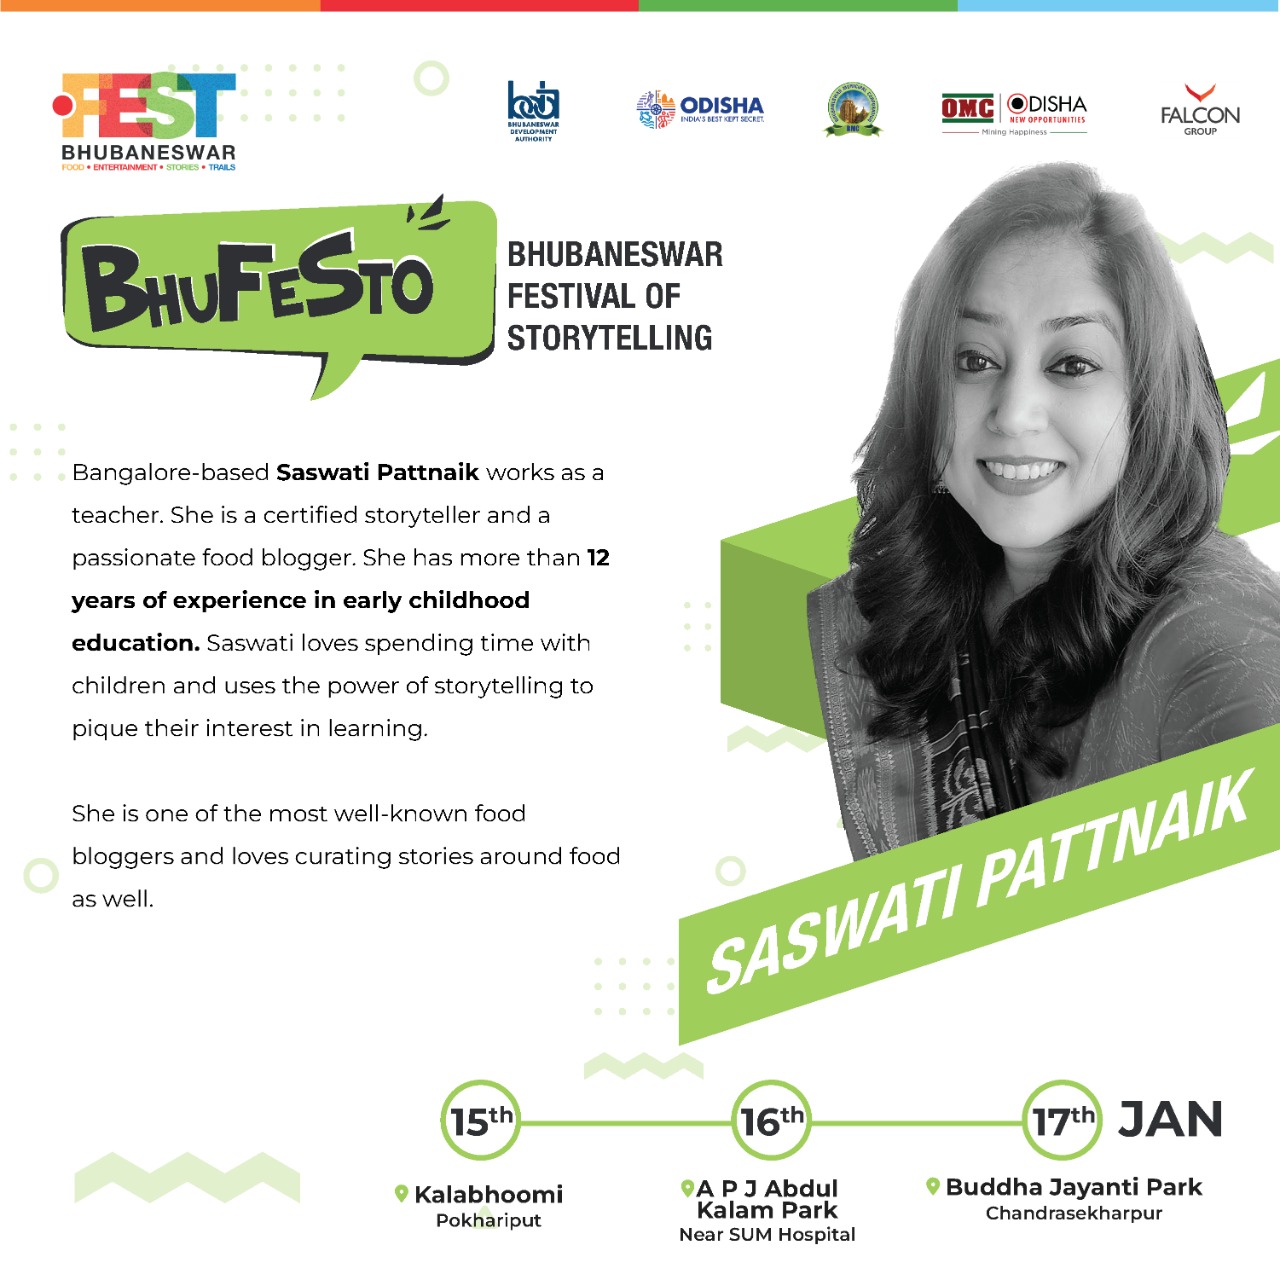 .FEST
BHUBANESWAR
FOOD • ENTERTAINMENT • STORIES • TRAILS
bda
BHUBANESWAR
DEVELOPMENT
AUTHORITY
ODISHA
INDIA'S BEST KEPT SECRET.
BHUBANESWAR MUNICIPAL CORPORATION
BMC
OMC
ODISHA
NEW OPPORTUNITIES
Mining Happiness
FALCON
GROUP
BHUFESTO
BHUBANESWAR
FESTIVAL OF
STORYTELLING
Bangalore-based Saswati Pattnaik works as a
teacher. She is a certified storyteller and a
passionate food blogger. She has more than 12
years of experience in early childhood
education. Saswati loves spending time with
children and uses the power of storytelling to
pique their interest in learning.
She is one of the most well-known food
bloggers and loves curating stories around food
as well.
SASWATI PATTNAIK
15th
16th
17th JAN
Kalabhoomi
Pokhariput
A P J Abdul
Kalam Park
Near SUM Hospital
Buddha Jayanti Park
Chandrasekharpur